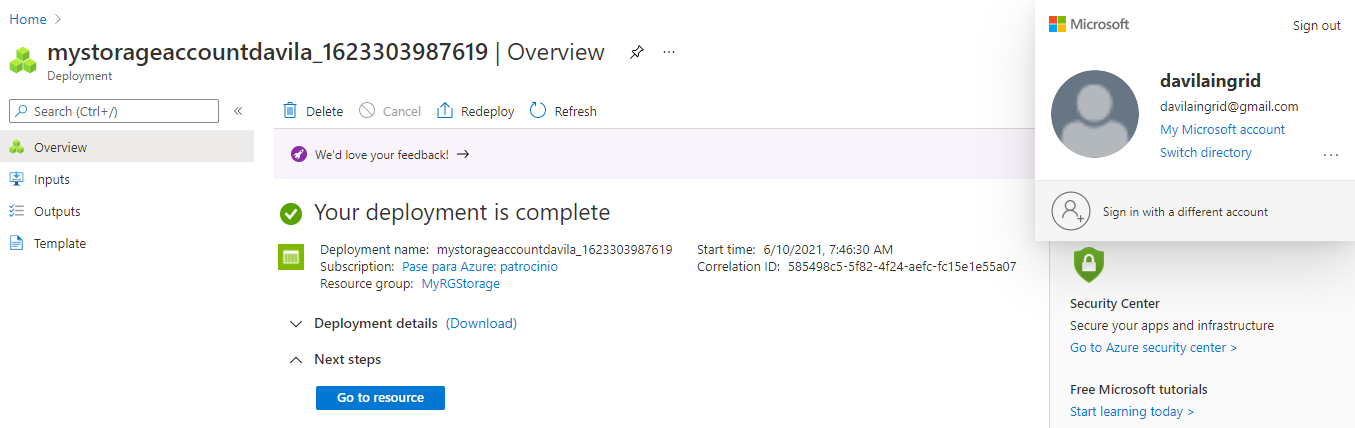 Home
mystorageaccountdavila_1623303987619 | Overview
...
Deployment
Search (Ctrl+/)
«
Overview
Inputs
Outputs
Template
Delete
Cancel
Redeploy
Refresh
We'd love your feedback! →
Your deployment is complete
Deployment name: mystorageaccountdavila_1623303987619
Subscription: Pase para Azure: patrocinio
Resource group: MyRGStorage
Start time: 6/10/2021, 7:46:30 AM
Correlation ID: 585498c5-5f82-4f24-aefc-fc15e1e55a07
Deployment details (Download)
Next steps
Go to resource
Microsoft
Sign out
davilaingrid
davilaingrid@gmail.com
My Microsoft account
Switch directory
...
Sign in with a different account
Security Center
Secure your apps and infrastructure
Go to Azure security center >
Free Microsoft tutorials
Start learning today >